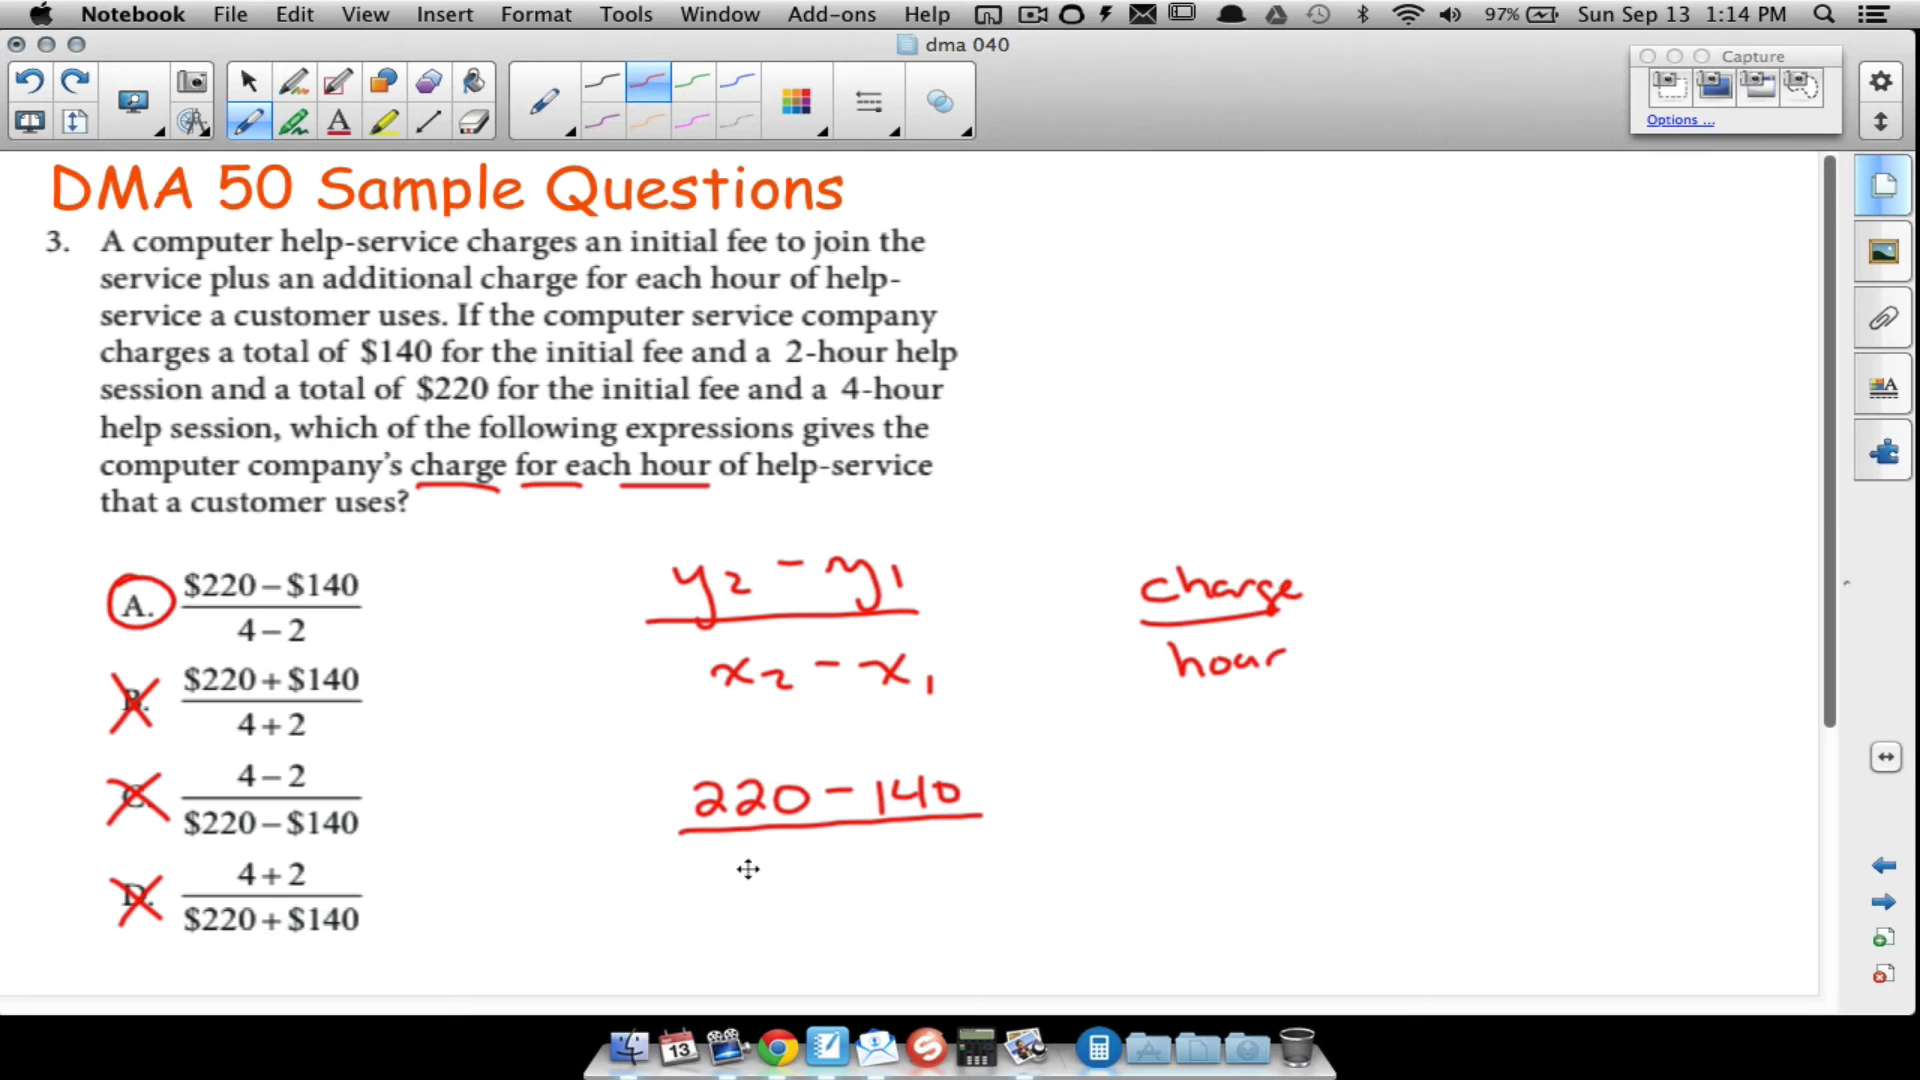 Notebook File Edit View Insert Format Tools Window Add-ons Help 97% Sun Sep 13 1:14 PM
dma 040
Capture
Options ...
DMA 50 Sample Questions
3. A computer help-service charges an initial fee to join the
service plus an additional charge for each hour of help-
service a customer uses. If the computer service company
charges a total of $140 for the initial fee and a 2-hour help
session and a total of $220 for the initial fee and a 4-hour
help session, which of the following expressions gives the
computer company's charge for each hour of help-service
that a customer uses?
A. $220 – $140
4 – 2
B. $220 + $140
4 + 2
C. 4 – 2
$220 – $140
D. 4 + 2
$220 + $140
y2 - y1
x2 - x1
charge
hour
220 - 140
13